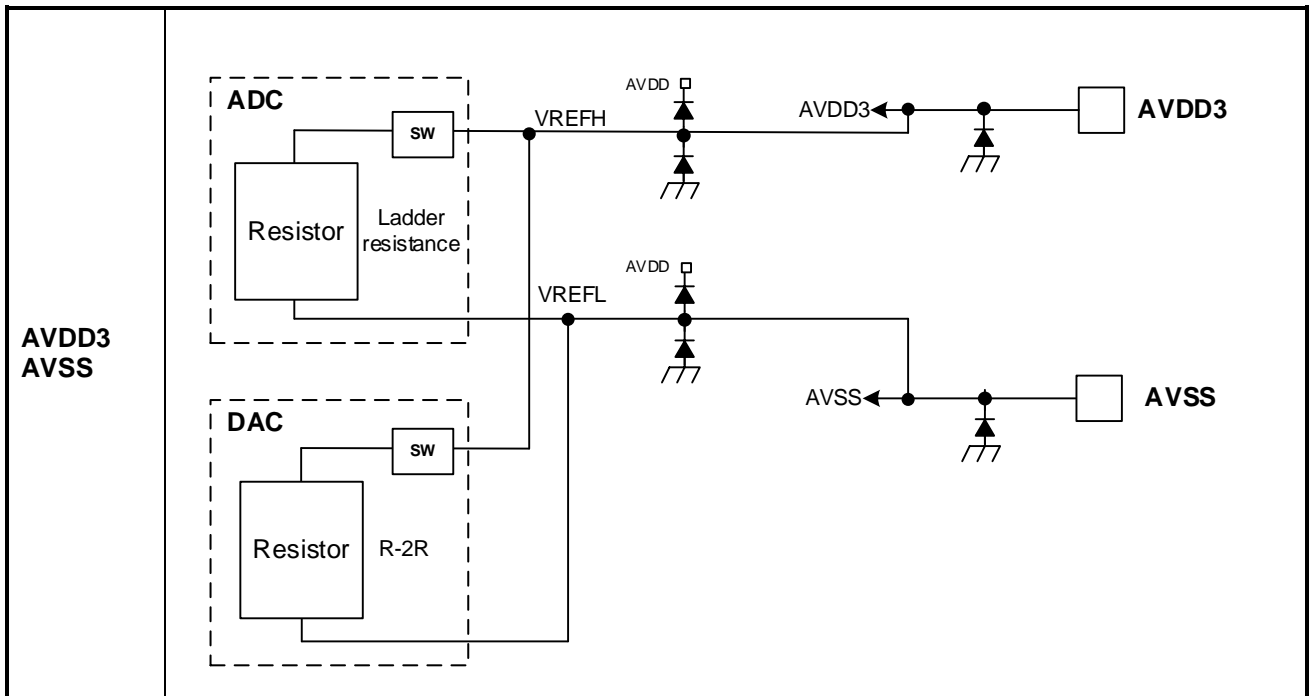 AVDD3
AVSS
ADC
SW
Resistor
Ladder
resistance
VREFH
AVDD
AVDD3
AVDD3
VREFL
AVDD
AVSS
AVSS
DAC
SW
Resistor
R-2R